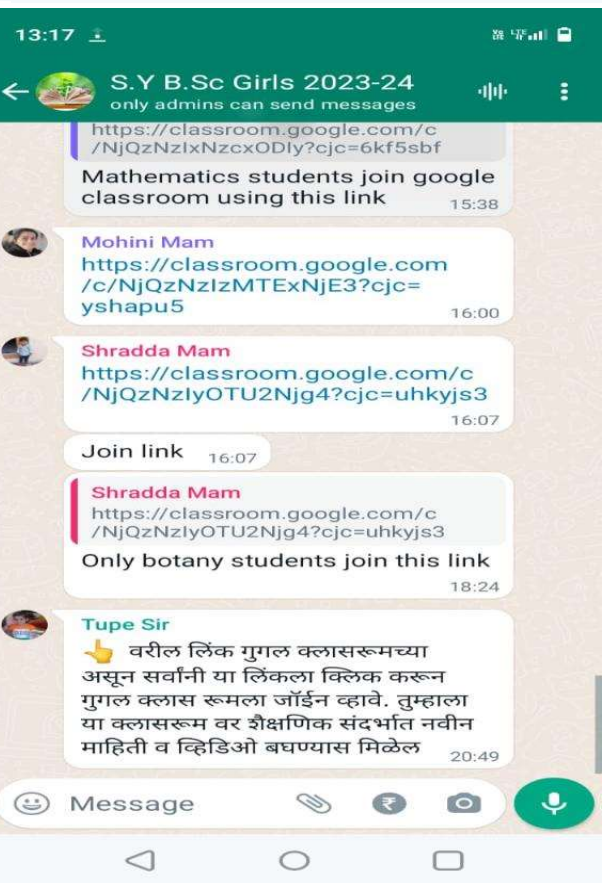 13:17
S.Y B.Sc Girls 2023-24
only admins can send messages
https://classroom.google.com/c
/NjQzNzIxNzcxODIy?cjc=6kf5sbf
Mathematics students join google
classroom using this link
15:38
Mohini Mam
https://classroom.google.com
/c/NjQzNzIzMTExNjE3?cjc=
yshapu5
16:00
Shradda Mam
https://classroom.google.com/c
/NjQzNzIyOTU2Njg4?cjc=uhkyjs3
16:07
Join link 16:07
Shradda Mam
https://classroom.google.com/c
/NjQzNzIyOTU2Njg4?cjc=uhkyjs3
Only botany students join this link
18:24
Tupe Sir
👆 वरील लिंक गुगल क्लासरूमच्या
असून सर्वांनी या लिंकला क्लिक करून
गुगल क्लास रूमला जॉईन व्हावे. तुम्हाला
या क्लासरूम वर शैक्षणिक संदर्भात नवीन
माहिती व व्हिडिओ बघण्यास मिळेल
20:49
Message